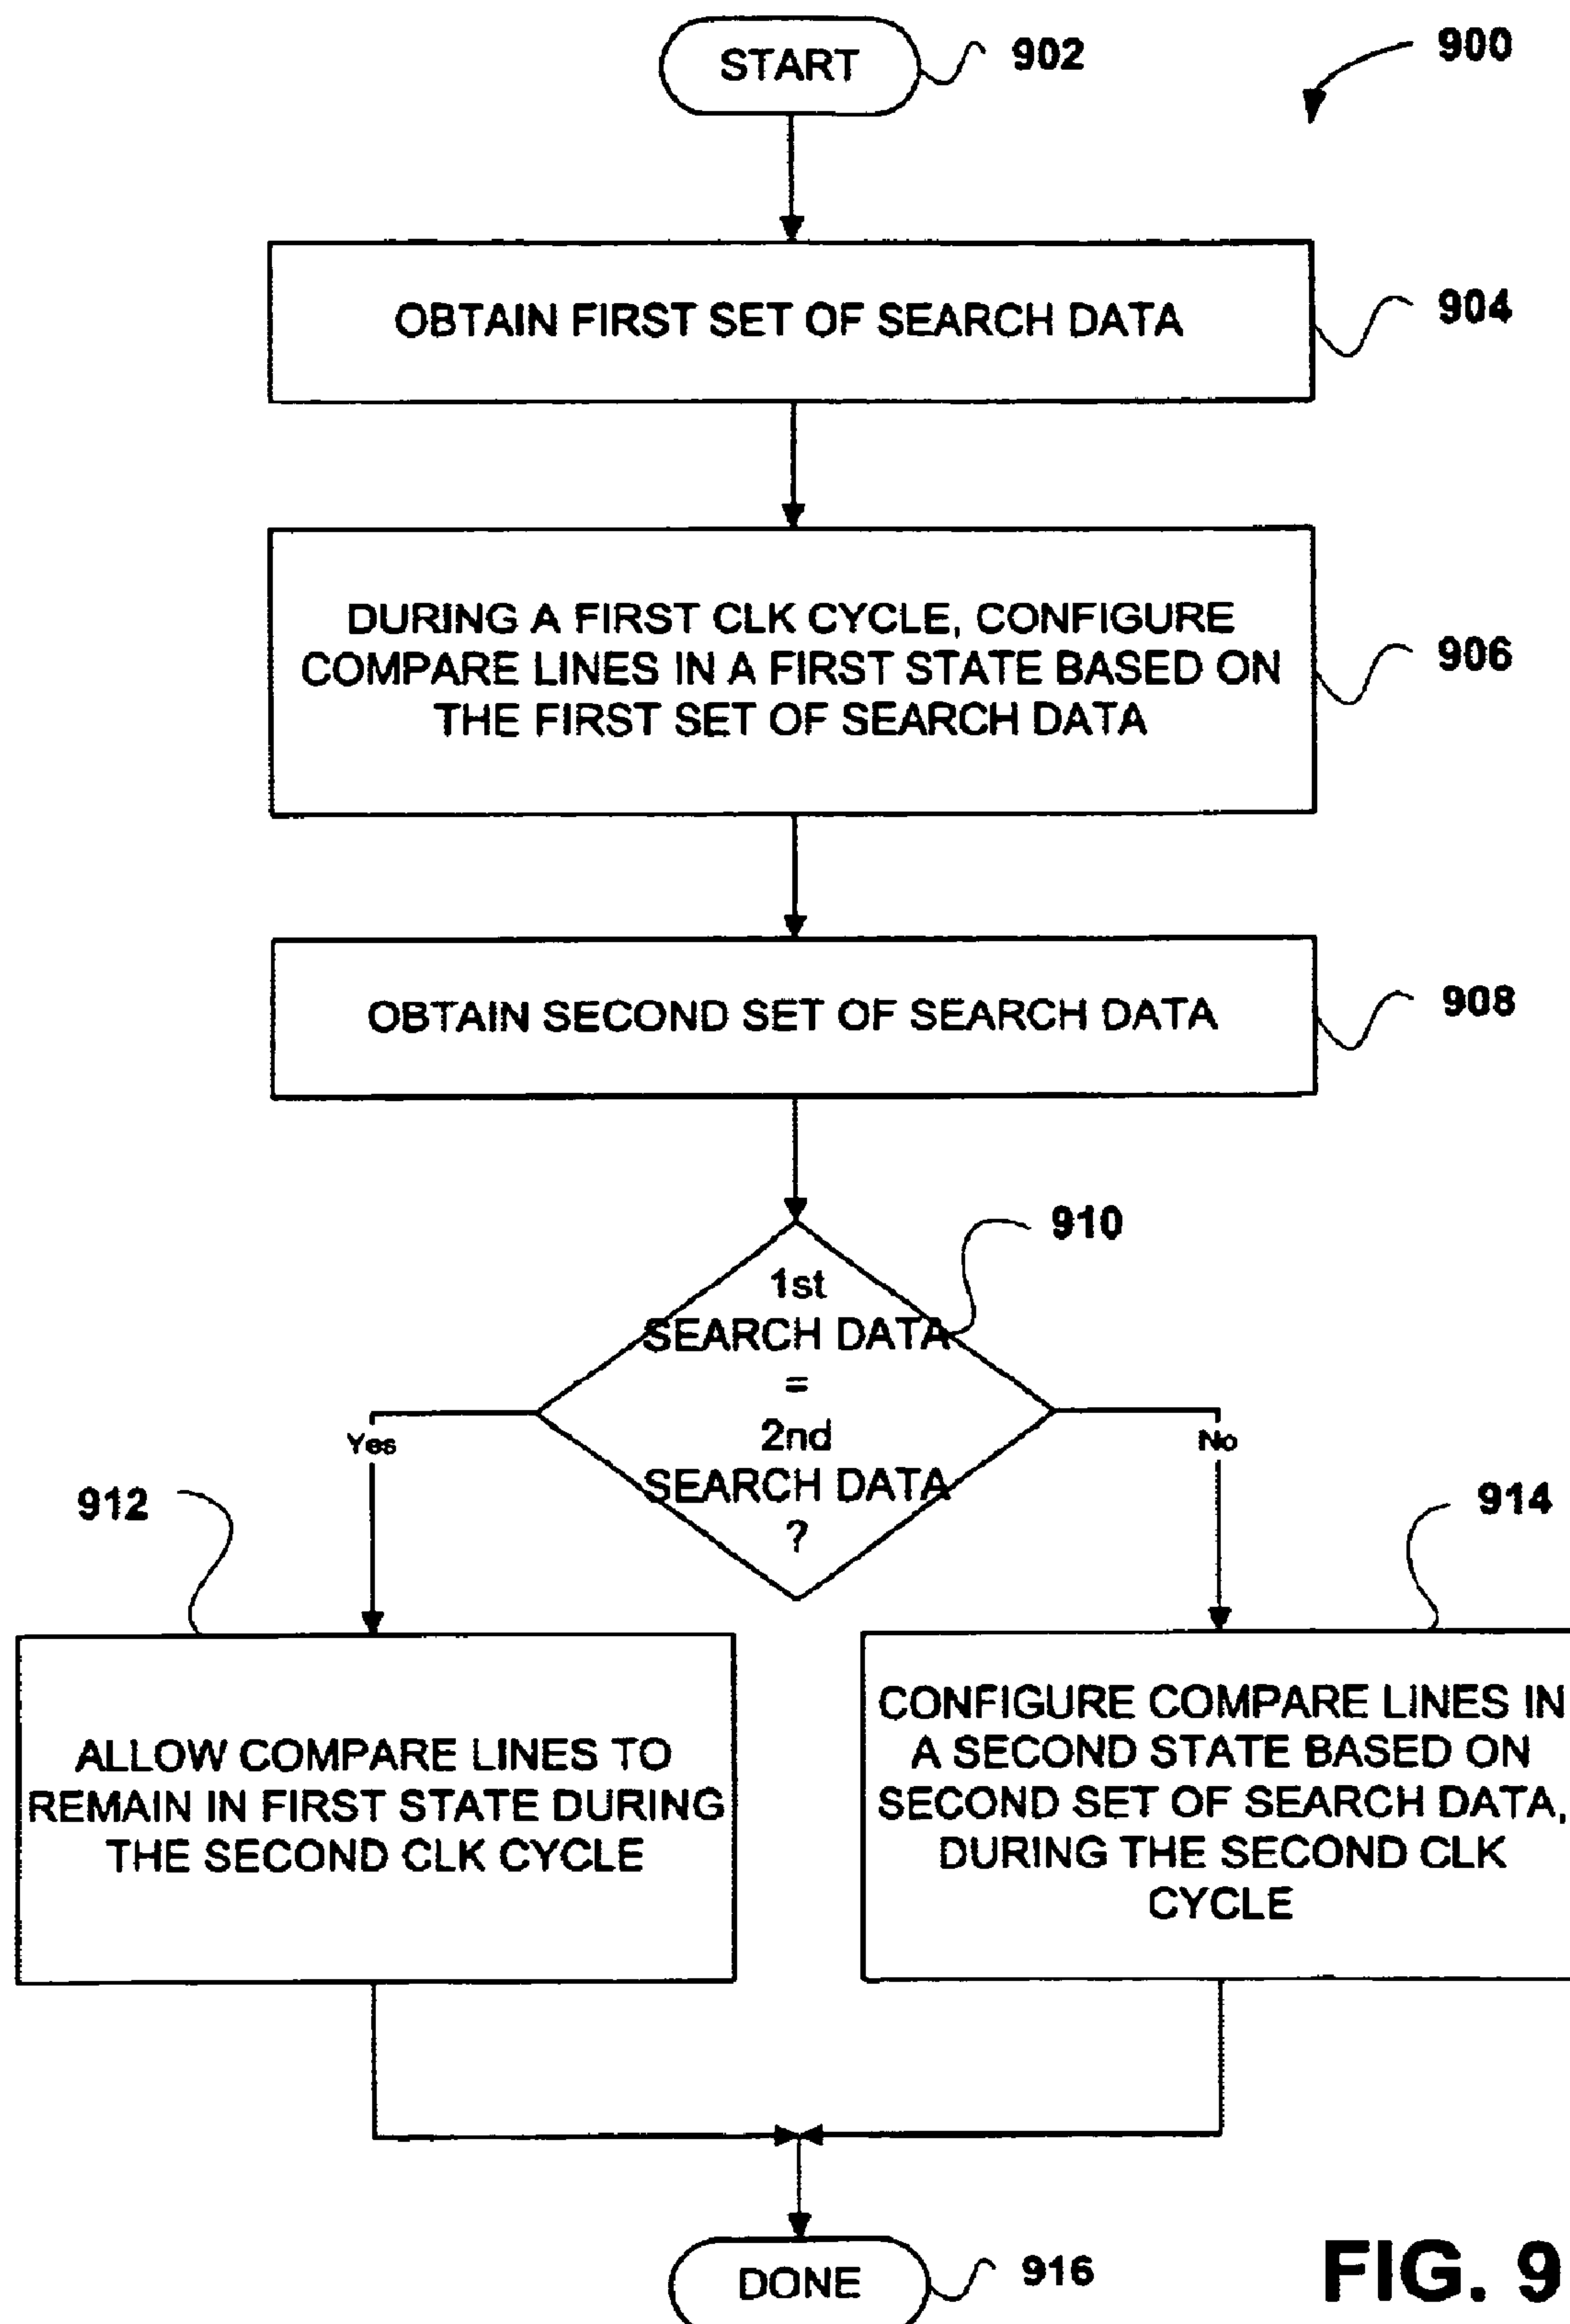 START
902
900
OBTAIN FIRST SET OF SEARCH DATA
904
DURING A FIRST CLK CYCLE, CONFIGURE
COMPARE LINES IN A FIRST STATE BASED ON
THE FIRST SET OF SEARCH DATA
906
OBTAIN SECOND SET OF SEARCH DATA
908
910
1st
SEARCH DATA
=
2nd
SEARCH DATA
?
Yes
No
912
914
ALLOW COMPARE LINES TO
REMAIN IN FIRST STATE DURING
THE SECOND CLK CYCLE
CONFIGURE COMPARE LINES IN
A SECOND STATE BASED ON
SECOND SET OF SEARCH DATA,
DURING THE SECOND CLK
CYCLE
DONE
916
FIG. 9